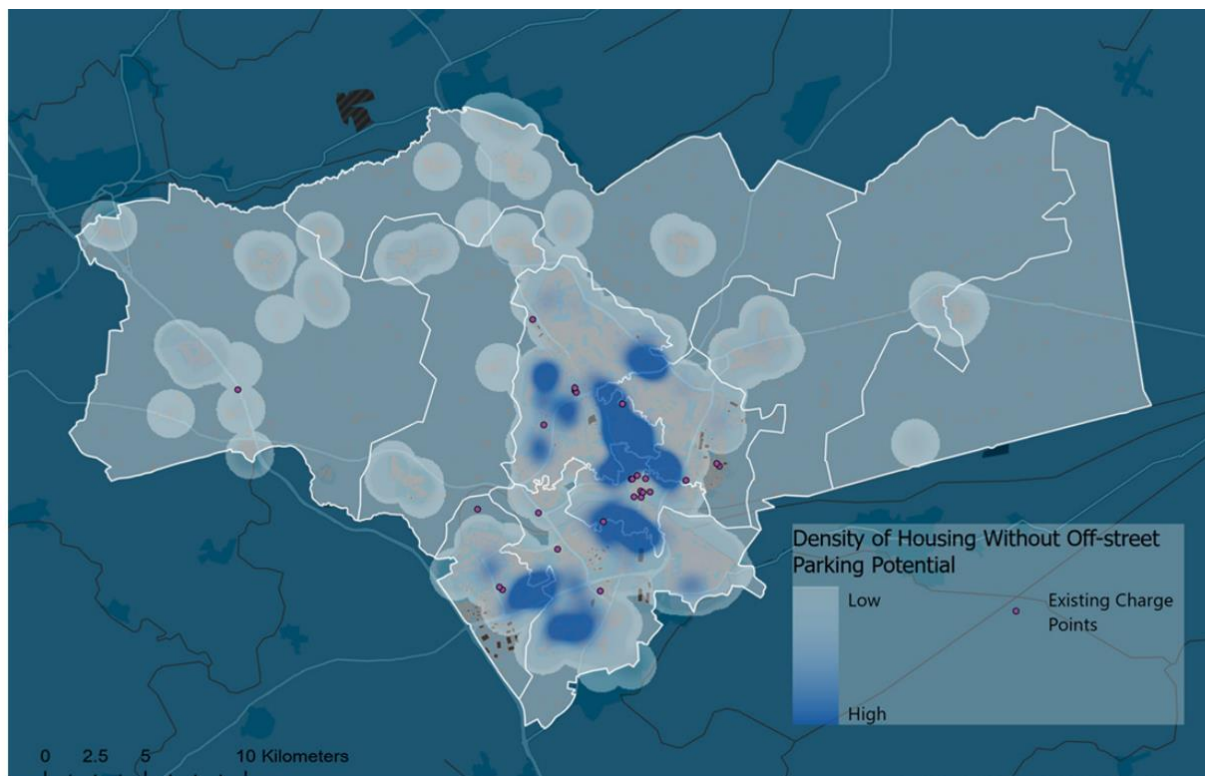 Density of Housing Without Off-street
Parking Potential
Low
Existing Charge
Points
High
0 2.5 5 10 Kilometers